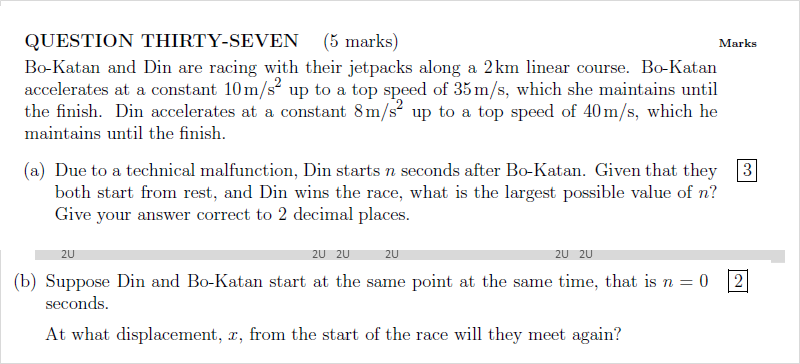 QUESTION THIRTY-SEVEN (5 marks) Marks
Bo-Katan and Din are racing with their jetpacks along a 2 km linear course. Bo-Katan
accelerates at a constant 10 m/s² up to a top speed of 35 m/s, which she maintains until
the finish. Din accelerates at a constant 8 m/s² up to a top speed of 40 m/s, which he
maintains until the finish.
(a) Due to a technical malfunction, Din starts n seconds after Bo-Katan. Given that they 3
both start from rest, and Din wins the race, what is the largest possible value of n?
Give your answer correct to 2 decimal places.
2U 2U 2U 2U 2U 2U
(b) Suppose Din and Bo-Katan start at the same point at the same time, that is n = 0 2
seconds.
At what displacement, x, from the start of the race will they meet again?